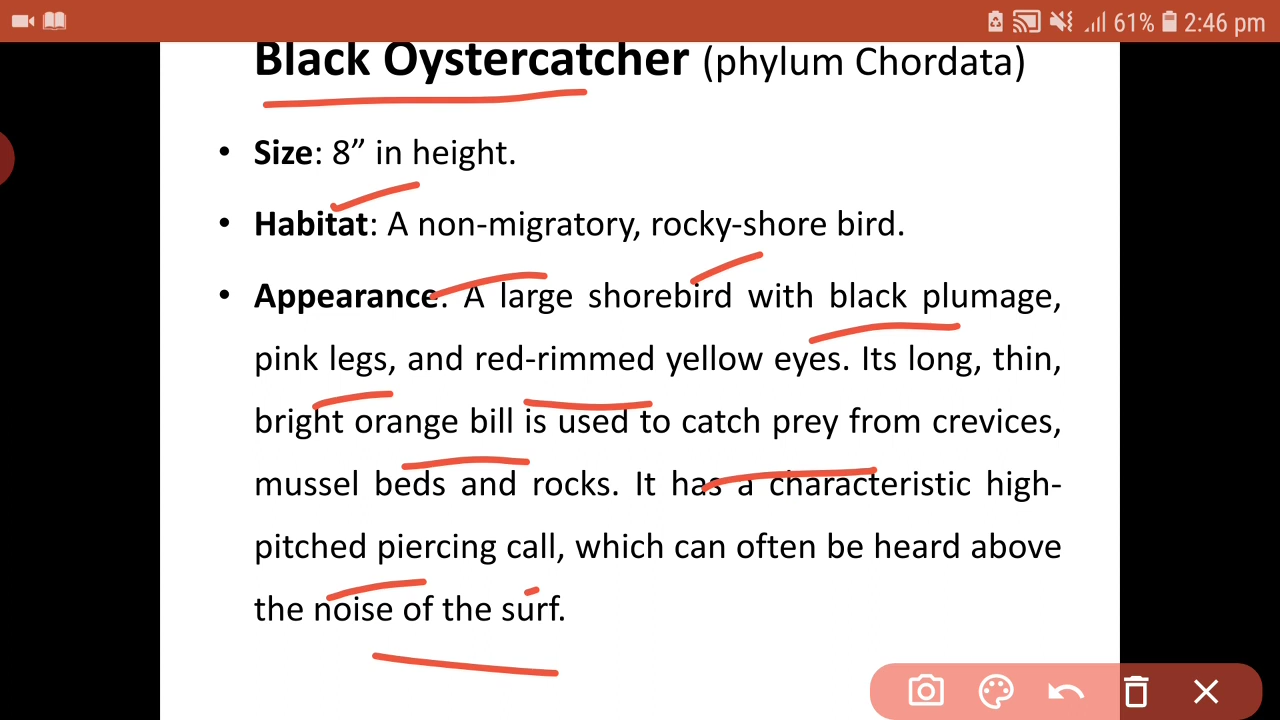 61% 2:46 pm
Black Oystercatcher (phylum Chordata)
• Size: 8” in height.
• Habitat: A non-migratory, rocky-shore bird.
• Appearance: A large shorebird with black plumage,
pink legs, and red-rimmed yellow eyes. Its long, thin,
bright orange bill is used to catch prey from crevices,
mussel beds and rocks. It has a characteristic high-
pitched piercing call, which can often be heard above
the noise of the surf.